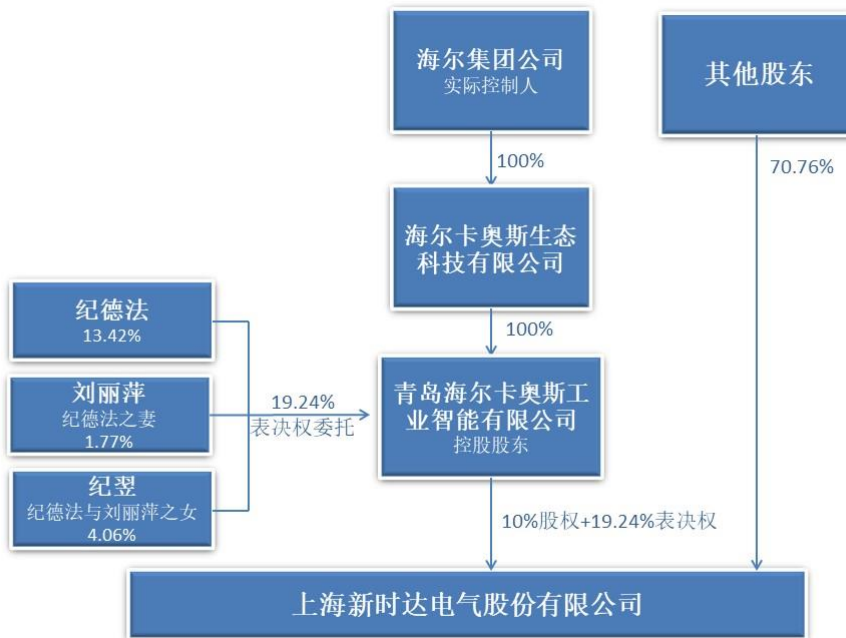 海尔集团公司
实际控制人
其他股东
100%
70.76%
海尔卡奥斯生态
科技有限公司
100%
纪德法
13.42%
刘丽萍
纪德法之妻
1.77%
纪翌
纪德法与刘丽萍之女
4.06%
19.24%
表决权委托
青岛海尔卡奥斯工
业智能有限公司
控股股东
10%股权+19.24%表决权
上海新时达电气股份有限公司